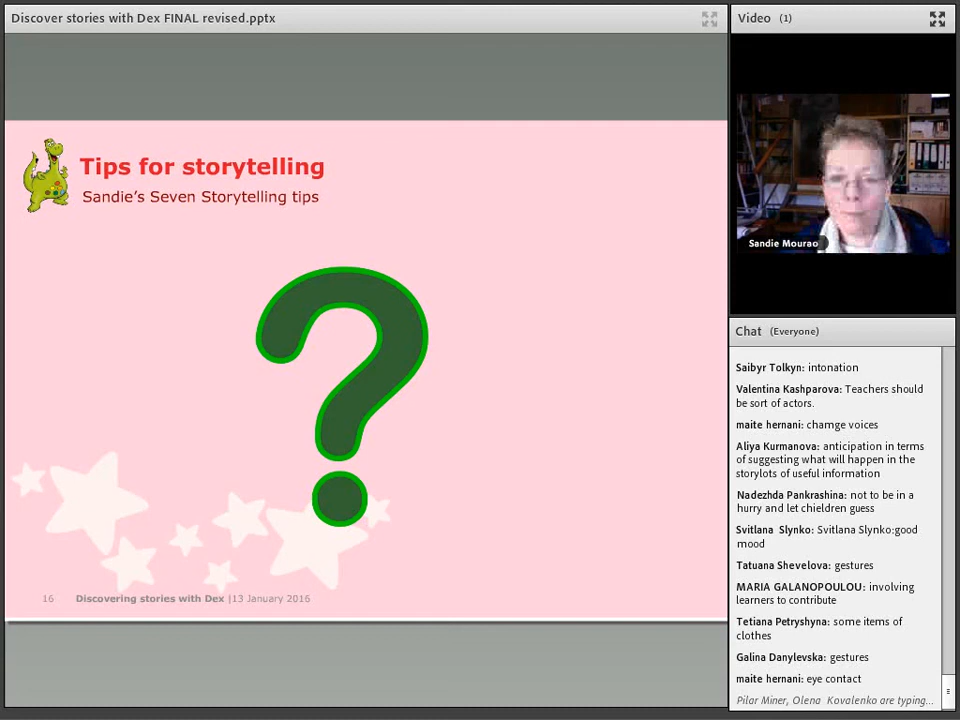 Discover stories with Dex FINAL revised.pptx
Tips for storytelling
Sandie's Seven Storytelling tips
?
16 Discovering stories with Dex |13 January 2016
Video (1)
Sandie Mourao
Chat (Everyone)
Saibyr Tolkyn: intonation
Valentina Kashparova: Teachers should
be sort of actors.
maite hernani: chamge voices
Aliya Kurmanova: anticipation in terms
of suggesting what will happen in the
storylots of useful information
Nadezhda Pankrashina: not to be in a
hurry and let chieldren guess
Svitlana Slynko: Svitlana Slynko:good
mood
Tatuana Shevelova: gestures
MARIA GALANOPOULOU: involving
learners to contribute
Tetiana Petryshyna: some items of
clothes
Galina Danylevska: gestures
maite hernani: eye contact
Pilar Miner, Olena Kovalenko are typing...